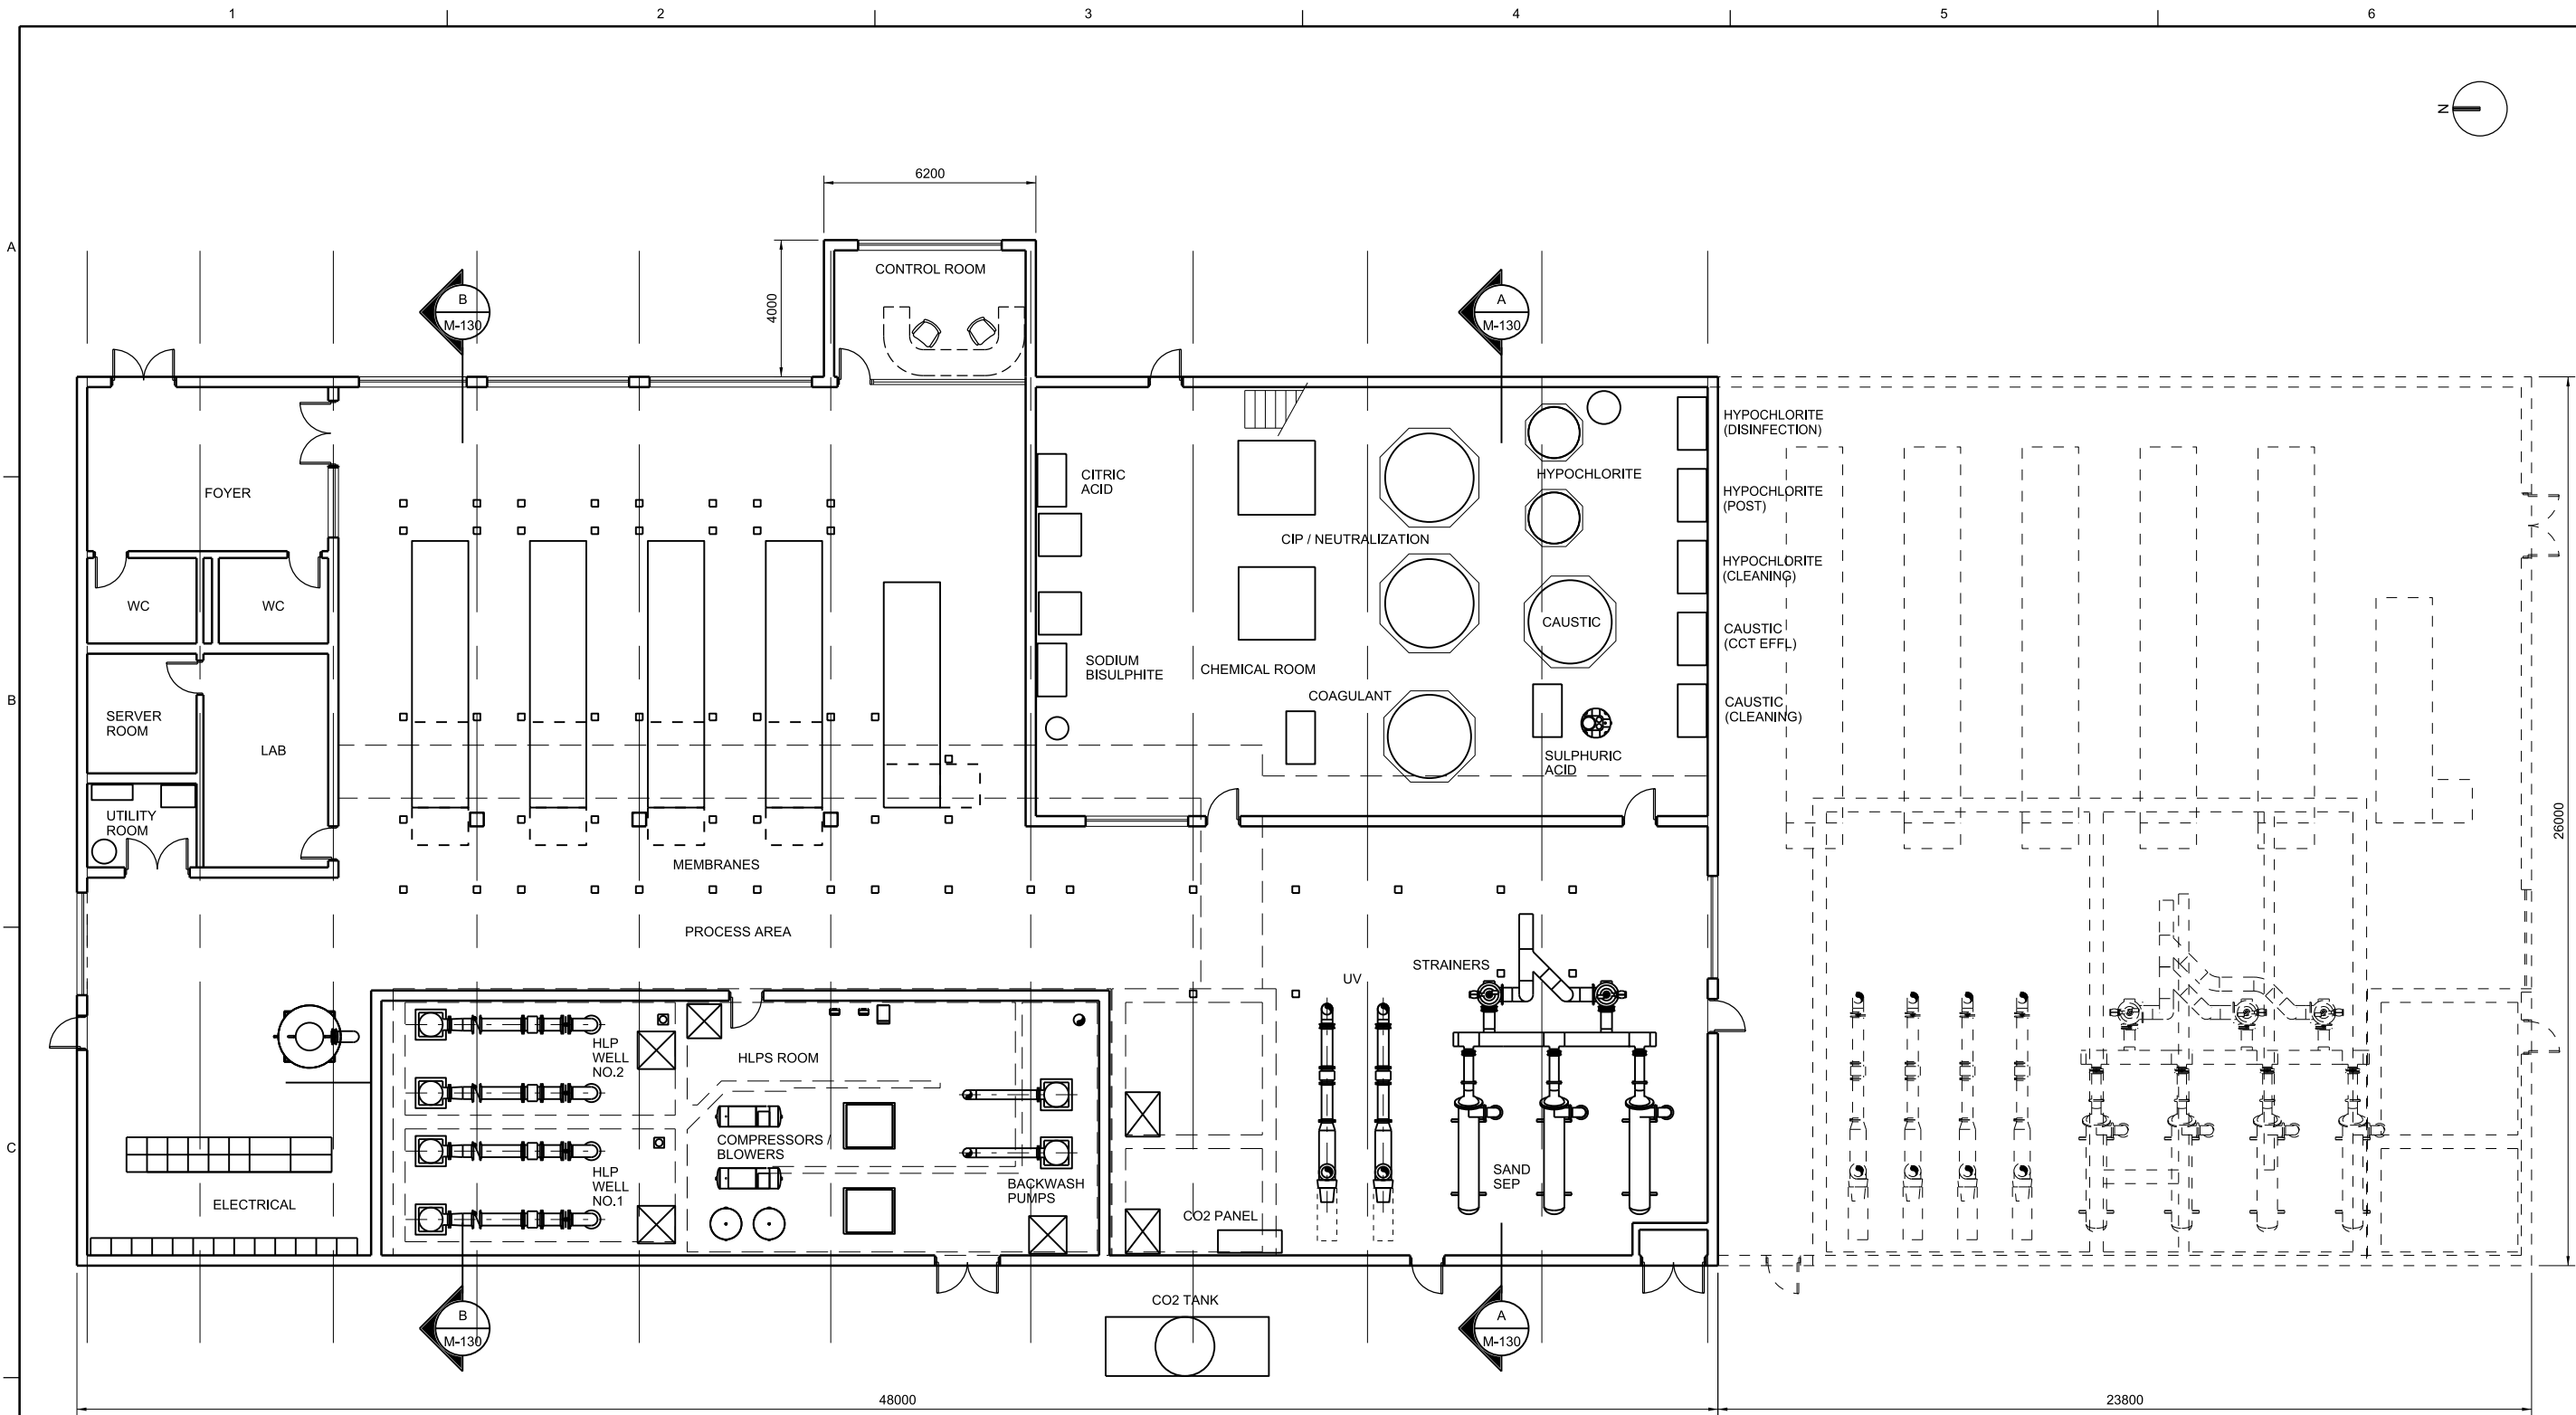 1
2
3
4
5
6
N
6200
A
CONTROL ROOM
4000
B
M-130
A
M-130
HYPOCHLORITE
(DISINFECTION)
CITRIC
ACID
HYPOCHLORITE
FOYER
HYPOCHLORITE
(POST)
CIP / NEUTRALIZATION
HYPOCHLORITE
(CLEANING)
WC
WC
CAUSTIC
CAUSTIC
(CCT EFFL)
SODIUM
BISULPHITE
CHEMICAL ROOM
COAGULANT
B
SERVER
ROOM
CAUSTIC
(CLEANING)
LAB
SULPHURIC
ACID
UTILITY
ROOM
26000
MEMBRANES
PROCESS AREA
STRAINERS
UV
HLP
WELL
NO.2
HLPS ROOM
C
COMPRESSORS /
BLOWERS
HLP
WELL
NO.1
SAND
SEP
BACKWASH
PUMPS
ELECTRICAL
CO2 PANEL
CO2 TANK
B
M-130
A
M-130
48000
23800